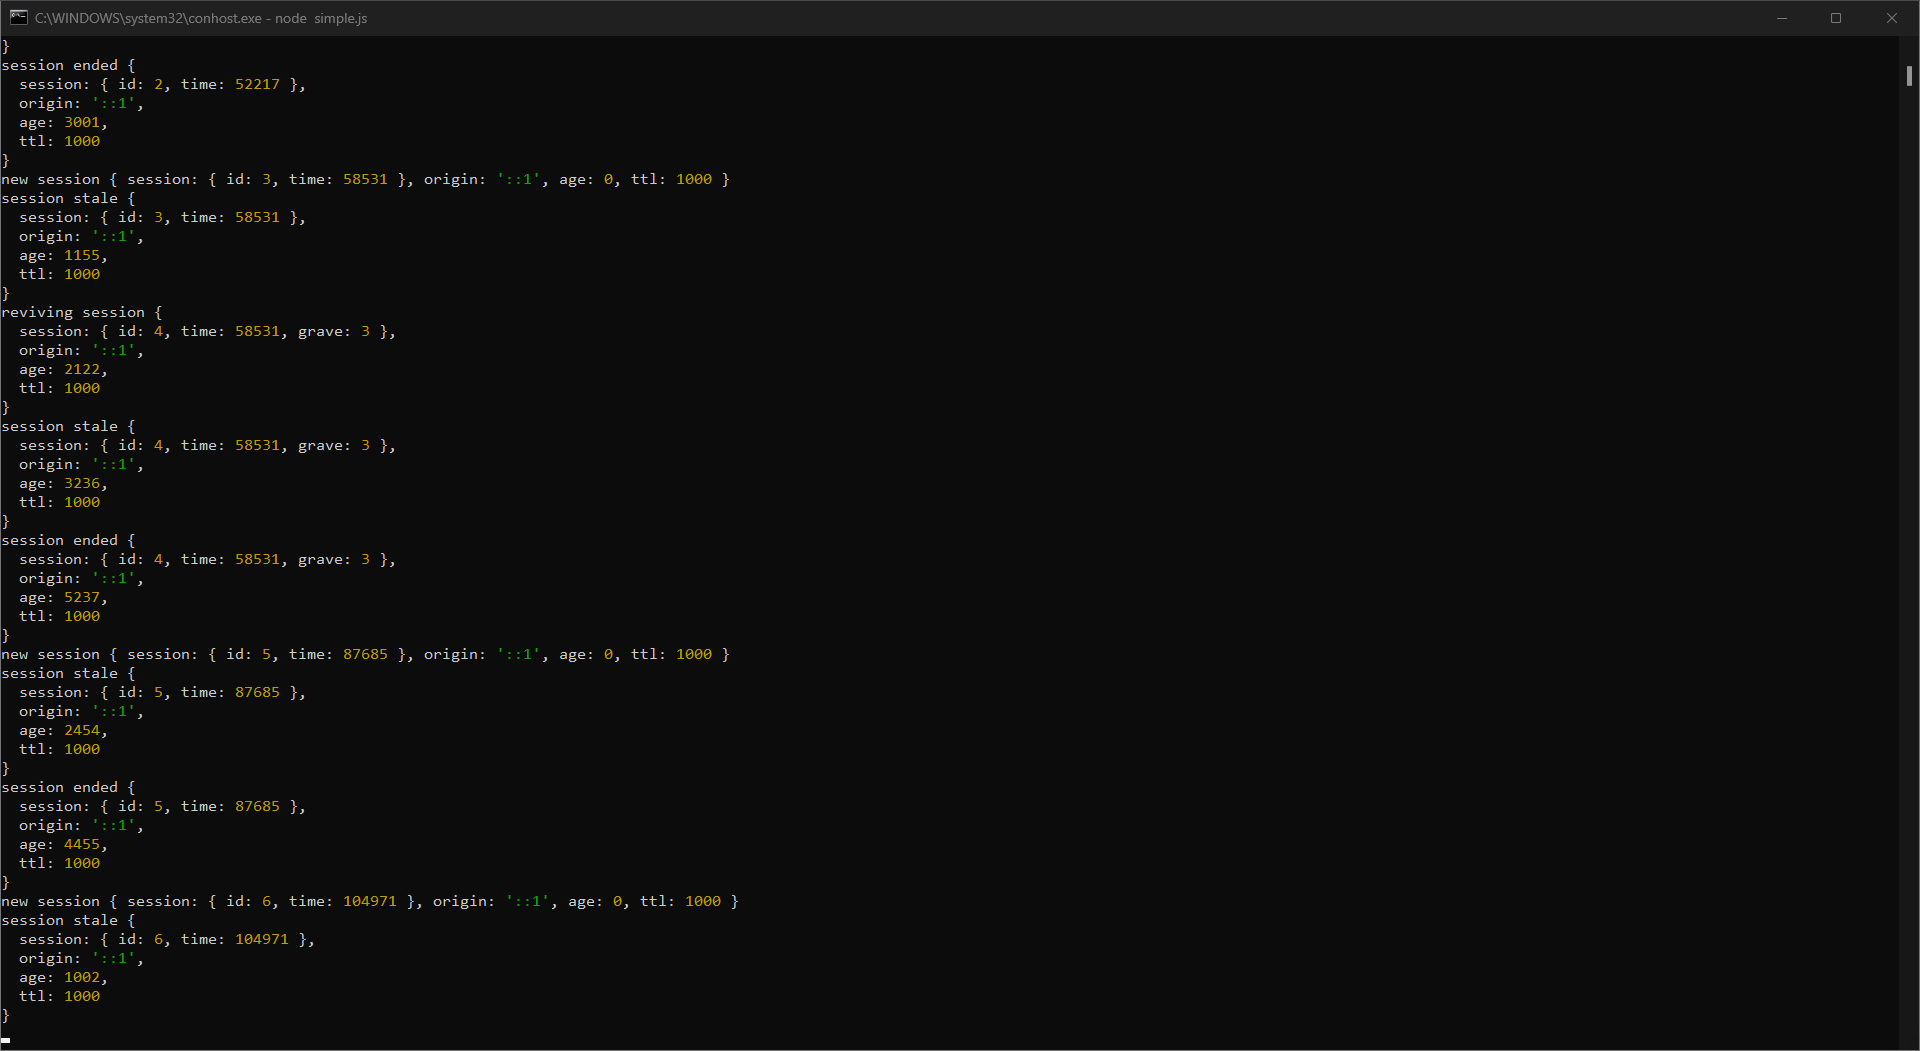 C:\WINDOWS\system32\conhost.exe - node  simple.js
}
session ended {
  session: { id: 2, time: 52217 },
  origin: '::1',
  age: 3001,
  ttl: 1000
}
new session { session: { id: 3, time: 58531 }, origin: '::1', age: 0, ttl: 1000 }
session stale {
  session: { id: 3, time: 58531 },
  origin: '::1',
  age: 1155,
  ttl: 1000
}
reviving session {
  session: { id: 4, time: 58531, grave: 3 },
  origin: '::1',
  age: 2122,
  ttl: 1000
}
session stale {
  session: { id: 4, time: 58531, grave: 3 },
  origin: '::1',
  age: 3236,
  ttl: 1000
}
session ended {
  session: { id: 4, time: 58531, grave: 3 },
  origin: '::1',
  age: 5237,
  ttl: 1000
}
new session { session: { id: 5, time: 87685 }, origin: '::1', age: 0, ttl: 1000 }
session stale {
  session: { id: 5, time: 87685 },
  origin: '::1',
  age: 2454,
  ttl: 1000
}
session ended {
  session: { id: 5, time: 87685 },
  origin: '::1',
  age: 4455,
  ttl: 1000
}
new session { session: { id: 6, time: 104971 }, origin: '::1', age: 0, ttl: 1000 }
session stale {
  session: { id: 6, time: 104971 },
  origin: '::1',
  age: 1002,
  ttl: 1000
}